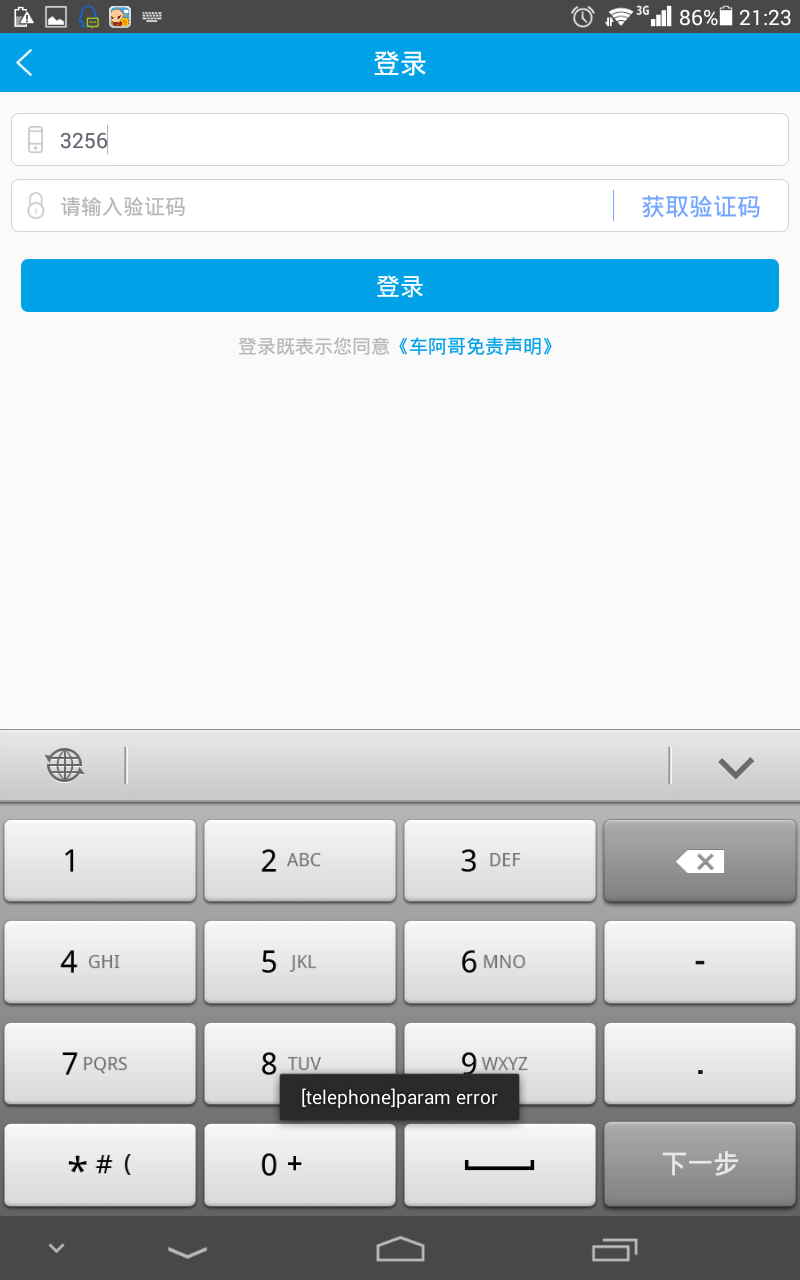 3G 86% 21:23
登录
3256
请输入验证码 获取验证码
登录
登录既表示您同意《车阿哥免责声明》
1 2 ABC 3 DEF
4 GHI 5 JKL 6 MNO -
7 PQRS 8 TUV 9 WXYZ .
[telephone]param error
* # ( 0 + 下一步